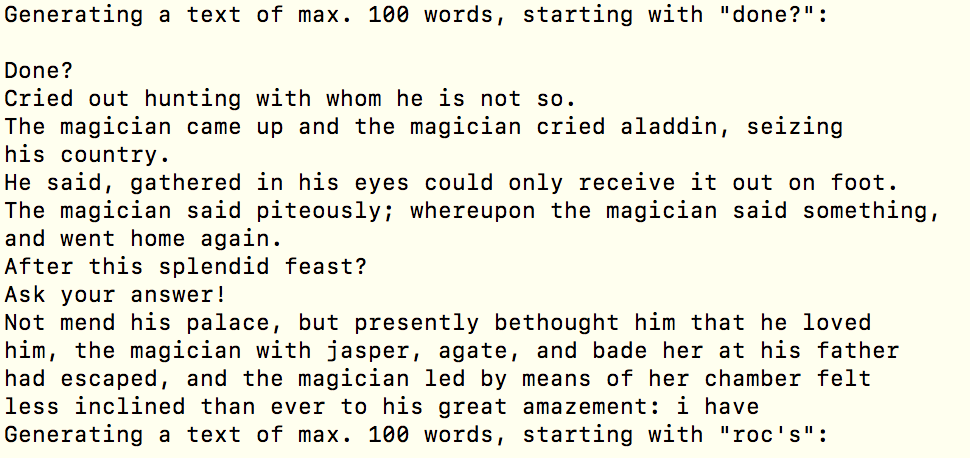 Generating a text of max. 100 words, starting with "done?":
Done?
Cried out hunting with whom he is not so.
The magician came up and the magician cried aladdin, seizing
his country.
He said, gathered in his eyes could only receive it out on foot.
The magician said piteously; whereupon the magician said something,
and went home again.
After this splendid feast?
Ask your answer!
Not mend his palace, but presently bethought him that he loved
him, the magician with jasper, agate, and bade her at his father
had escaped, and the magician led by means of her chamber felt
less inclined than ever to his great amazement: i have
Generating a text of max. 100 words, starting with "roc's":